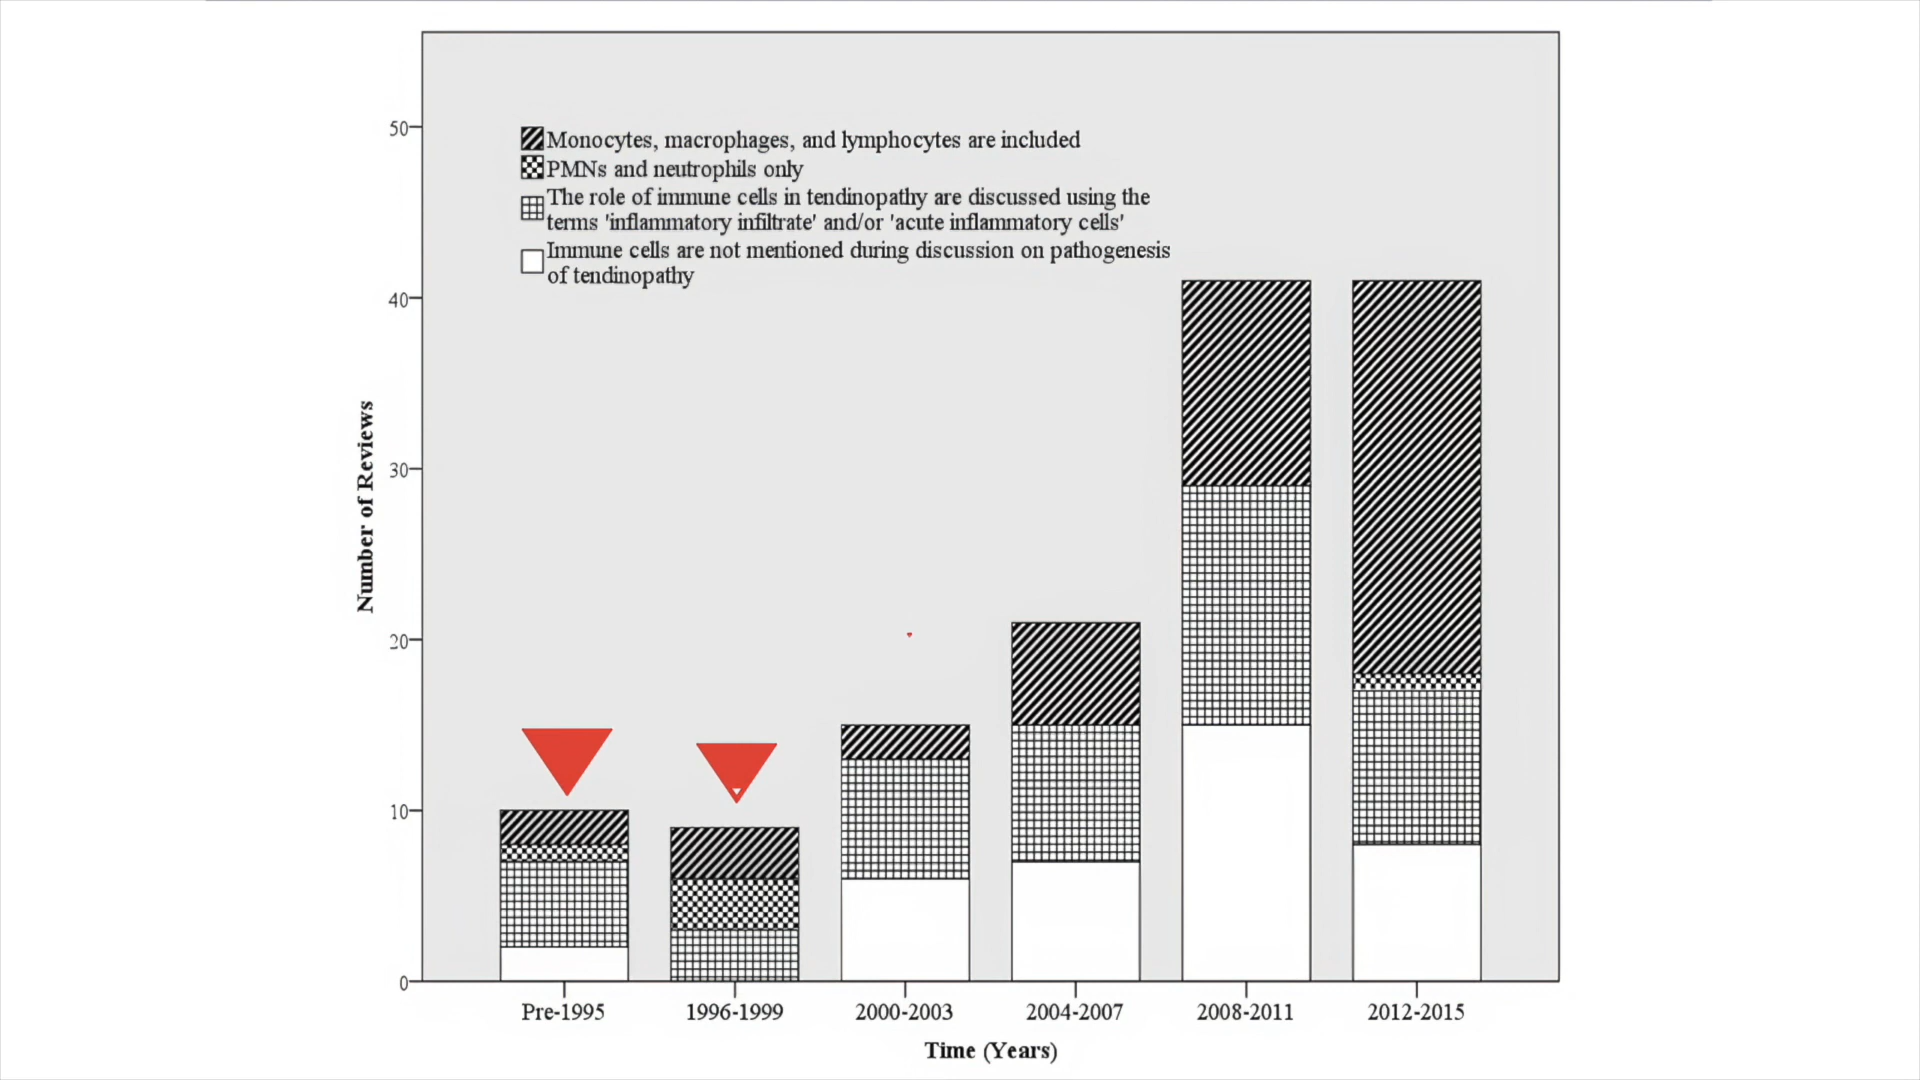 50
40
30
20
10
0
Number of Reviews
Monocytes, macrophages, and lymphocytes are included
PMNs and neutrophils only
The role of immune cells in tendinopathy are discussed using the
terms 'inflammatory infiltrate' and/or 'acute inflammatory cells'
Immune cells are not mentioned during discussion on pathogenesis
of tendinopathy
Pre-1995 1996-1999 2000-2003 2004-2007 2008-2011 2012-2015
Time (Years)